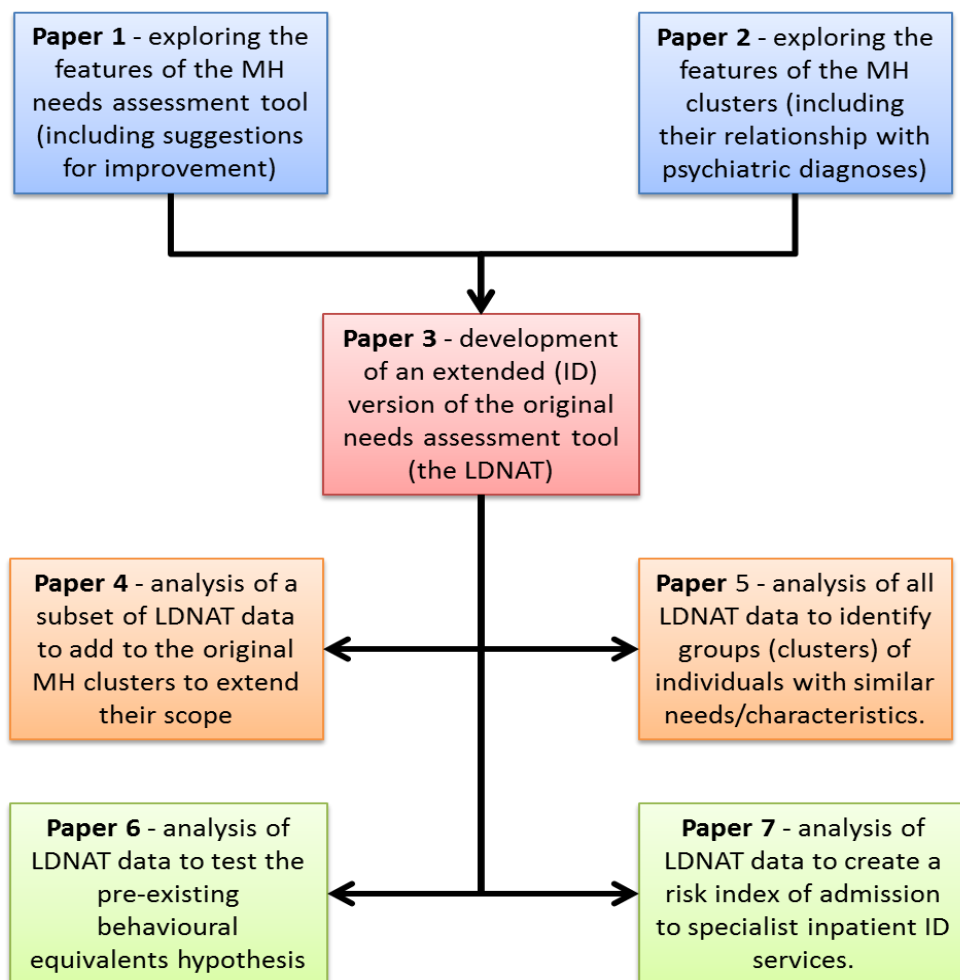 Paper 1 - exploring the
features of the MH
needs assessment tool
(including suggestions
for improvement)
Paper 2 - exploring the
features of the MH
clusters (including
their relationship with
psychiatric diagnoses)
Paper 3 - development
of an extended (ID)
version of the original
needs assessment tool
(the LDNAT)
Paper 4 - analysis of a
subset of LDNAT data
to add to the original
MH clusters to extend
their scope
Paper 5 - analysis of all
LDNAT data to identify
groups (clusters) of
individuals with similar
needs/characteristics.
Paper 6 - analysis of
LDNAT data to test the
pre-existing
behavioural
equivalents hypothesis
Paper 7 - analysis of
LDNAT data to create a
risk index of admission
to specialist inpatient ID
services.